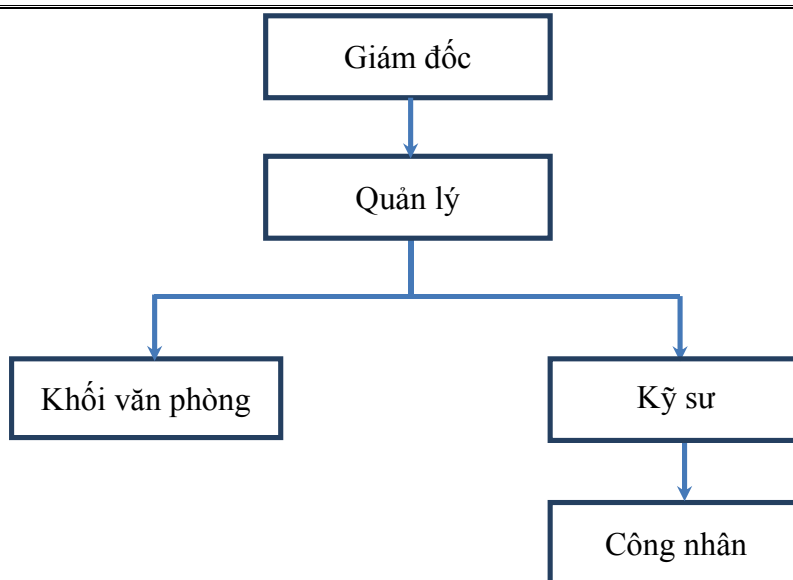 Giám đốc
Quản lý
Khối văn phòng
Kỹ sư
Công nhân